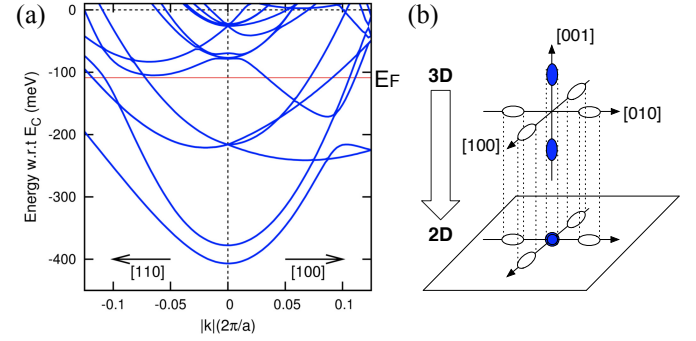 (a)
Energy w.r.t E_C (meV)
0
-100
-200
-300
-400
E_F
[110]
[100]
-0.1
-0.05
0
0.05
0.1
|k|(2π/a)
(b)
[001]
3D
[010]
[100]
2D